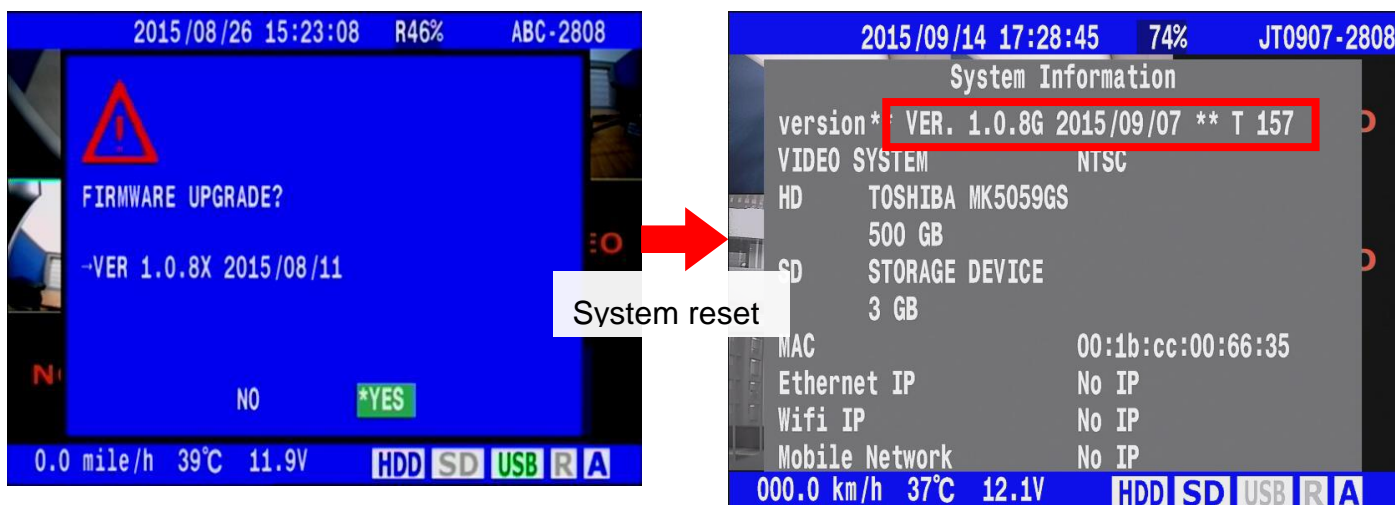 2015/08/26 15:23:08 R46% ABC-2808
FIRMWARE UPGRADE?
→VER 1.0.8X 2015/08/11
NO *YES
0.0 mile/h 39℃ 11.9V HDD SD USB R A
System reset
2015/09/14 17:28:45 74% JT0907-2808
System Information
version** VER. 1.0.8G 2015/09/07 ** T 157
VIDEO SYSTEM NTSC
HD TOSHIBA MK5059GS
500 GB
SD STORAGE DEVICE
3 GB
MAC 00:1b:cc:00:66:35
Ethernet IP No IP
Wifi IP No IP
Mobile Network No IP
000.0 km/h 37℃ 12.1V HDD SD USB R A